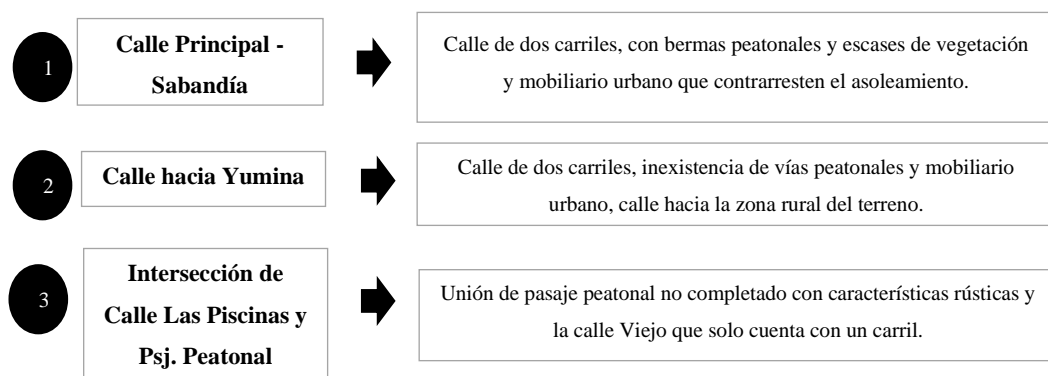 1
Calle Principal -
Sabandía
Calle de dos carriles, con bermas peatonales y escases de vegetación
y mobiliario urbano que contrarresten el asoleamiento.
2
Calle hacia Yumina
Calle de dos carriles, inexistencia de vías peatonales y mobiliario
urbano, calle hacia la zona rural del terreno.
3
Intersección de
Calle Las Piscinas y
Psj. Peatonal
Unión de pasaje peatonal no completado con características rústicas y
la calle Viejo que solo cuenta con un carril.